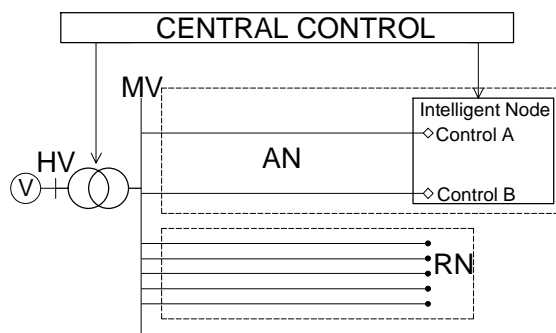 CENTRAL CONTROL
MV
Intelligent Node
Control A
AN
HV
V
Control B
RN